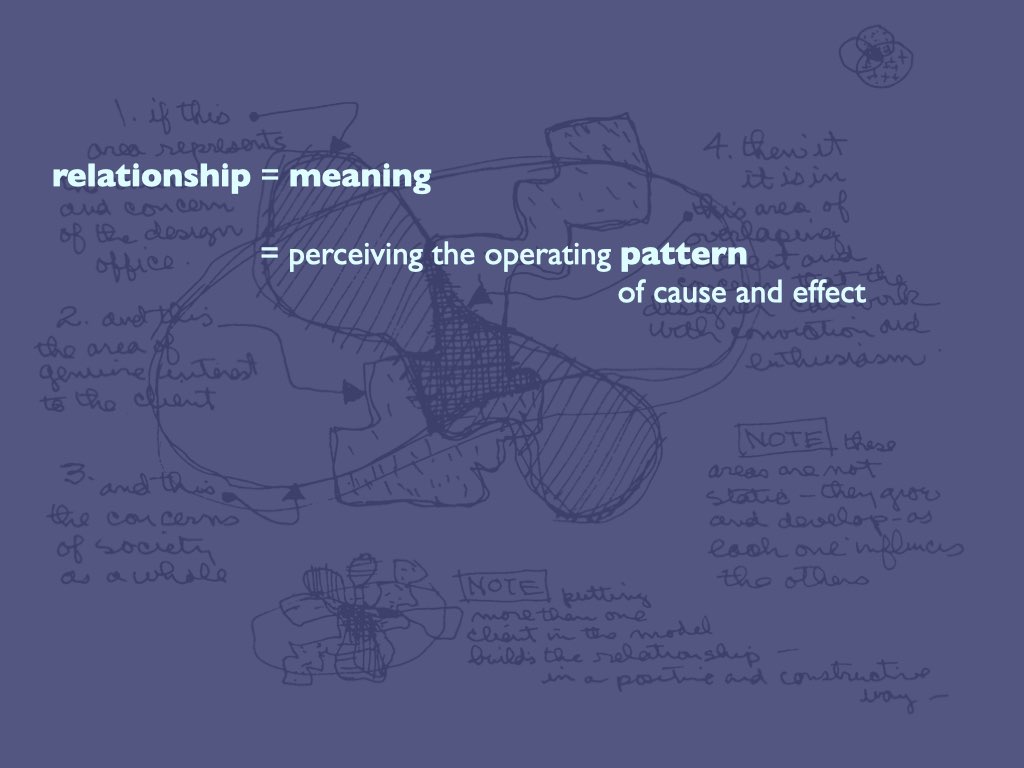 relationship = meaning
= perceiving the operating pattern
of cause and effect
1. if this
area represents
and concern
of the design
office.
2. and this
the area of
genuine interest
to the client
3. and this
the concerns
of society
as a whole
4. then it
it is in
this area of
overlaping
and
that the
designer can work
with conviction and
enthusiasm
NOTE these
areas are not
static - they grow
and develop - as
each one influences
the others
NOTE putting
more than one
client in the model
builds the relationship -
in a positive and constructive
way -